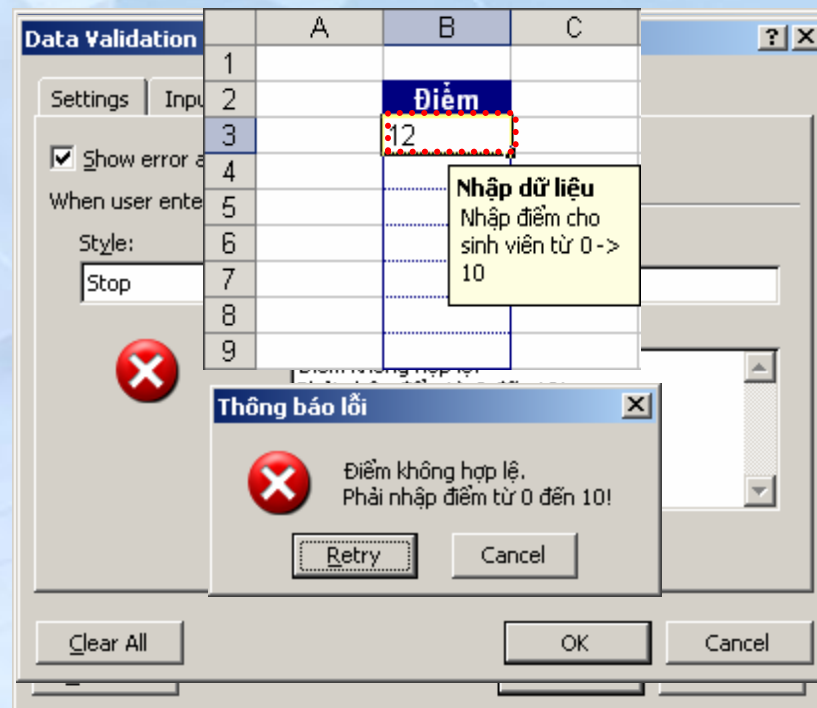 Data Validation
A B C
1
2 Điểm
3 12
4
5
6
7
8
9
Nhập dữ liệu
Nhập điểm cho
sinh viên từ 0 ->
10
Settings
Show error
When user
Style:
Stop
Thông báo lỗi
Điểm không hợp lệ.
Phải nhập điểm từ 0 đến 10!
Retry Cancel
Clear All OK Cancel